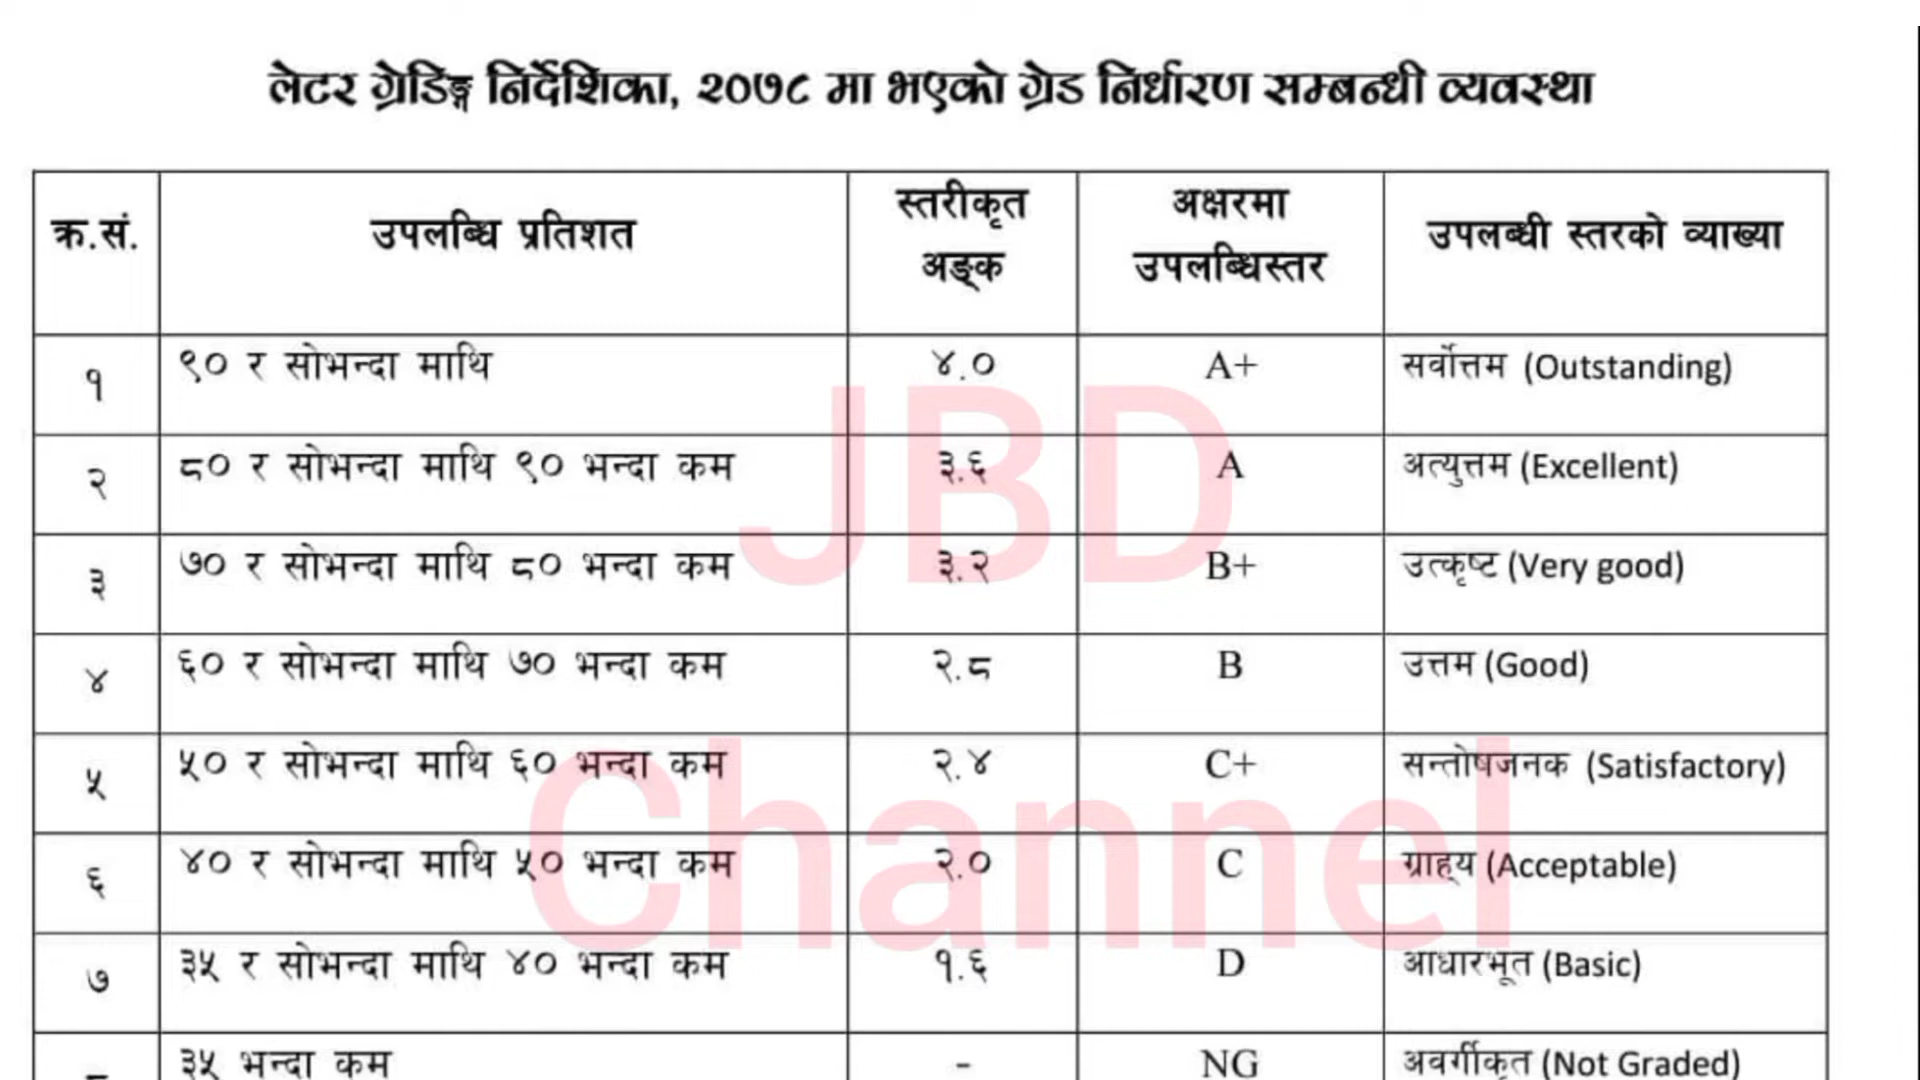 लेटर ग्रेडिङ्ग निर्देशिका, २०७८ मा भएको ग्रेड निर्धारण सम्बन्धी व्यवस्था
क्र.सं. उपलब्धि प्रतिशत स्तरीकृत अङ्क अक्षरमा उपलब्धिस्तर उपलब्धी स्तरको व्याख्या
१ ९० र सोभन्दा माथि ४.० A+ सर्वोत्तम (Outstanding)
२ ८० र सोभन्दा माथि ९० भन्दा कम ३.६ A अत्युत्तम (Excellent)
३ ७० र सोभन्दा माथि ८० भन्दा कम ३.२ B+ उत्कृष्ट (Very good)
४ ६० र सोभन्दा माथि ७० भन्दा कम २.८ B उत्तम (Good)
५ ५० र सोभन्दा माथि ६० भन्दा कम २.४ C+ सन्तोषजनक (Satisfactory)
६ ४० र सोभन्दा माथि ५० भन्दा कम २.० C ग्राह्य (Acceptable)
७ ३५ र सोभन्दा माथि ४० भन्दा कम १.६ D आधारभूत (Basic)
३५ भन्दा कम - NG अवर्गीकृत (Not Graded)
JBD
Channel